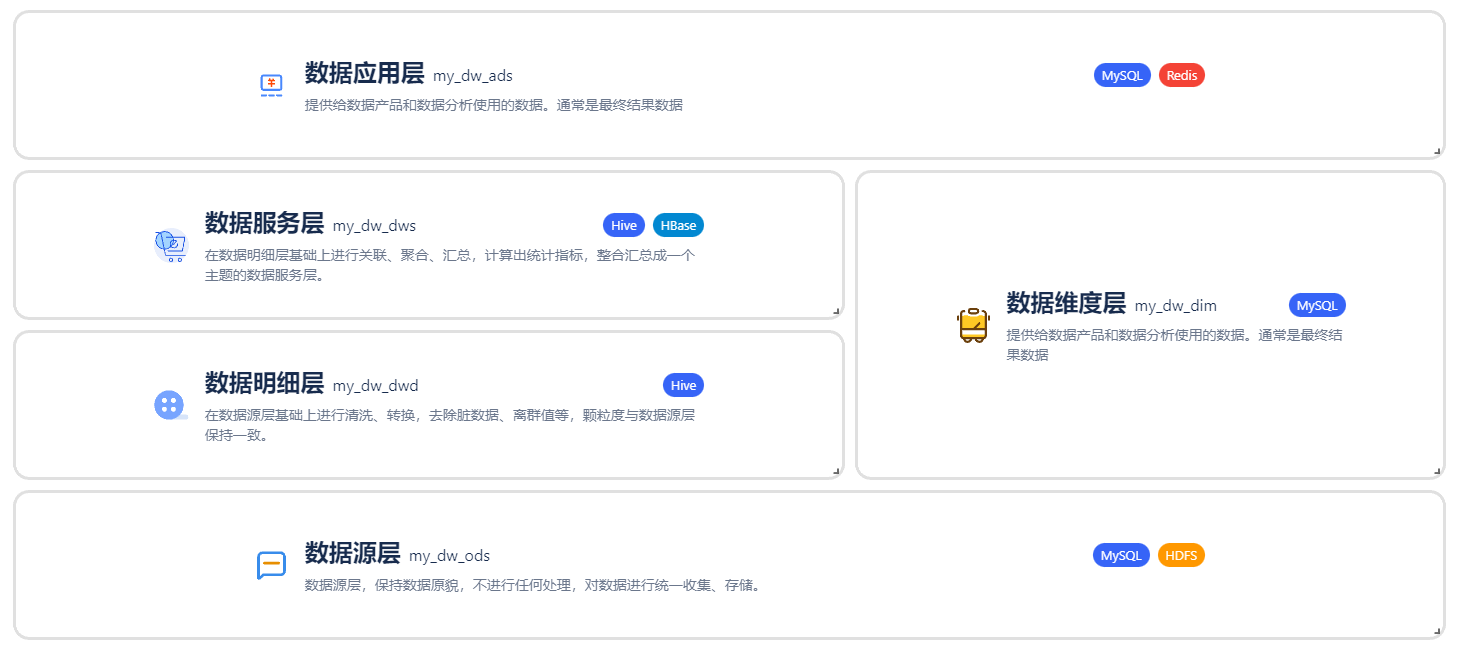 数据应用层 my_dw_ads MySQL Redis
提供给数据产品和数据分析使用的数据。通常是最终结果数据
数据服务层 my_dw_dws Hive HBase
在数据明细层基础上进行关联、聚合、汇总，计算出统计指标，整合汇总成一个
主题的数据服务层。
数据明细层 my_dw_dwd Hive
在数据源层基础上进行清洗、转换，去除脏数据、离群值等，颗粒度与数据源层
保持一致。
数据维度层 my_dw_dim MySQL
提供给数据产品和数据分析使用的数据。通常是最终结
果数据
数据源层 my_dw_ods MySQL HDFS
数据源层，保持数据原貌，不进行任何处理，对数据进行统一收集、存储。